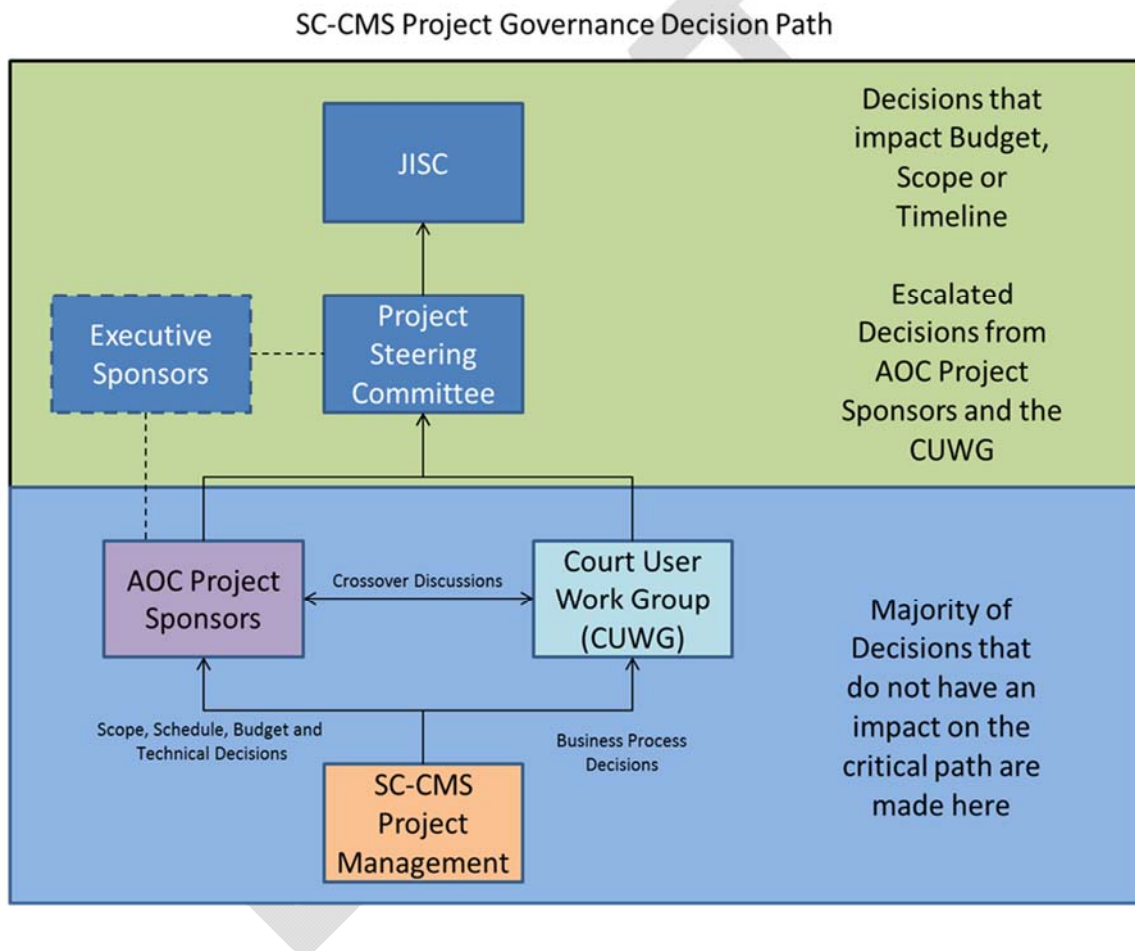 SC-CMS Project Governance Decision Path
JISC
Decisions that
impact Budget,
Scope or
Timeline
Executive
Sponsors
Project
Steering
Committee
Escalated
Decisions from
AOC Project
Sponsors and the
CUWG
AOC Project
Sponsors
Crossover Discussions
Court User
Work Group
(CUWG)
Majority of
Decisions that
do not have an
impact on the
critical path are
made here
Scope, Schedule, Budget and
Technical Decisions
Business Process
Decisions
SC-CMS
Project
Management